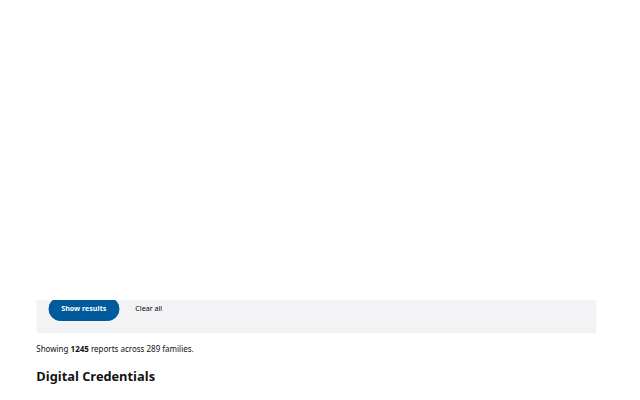 Show results Clear all
Showing 1245 reports across 289 families.
Digital Credentials